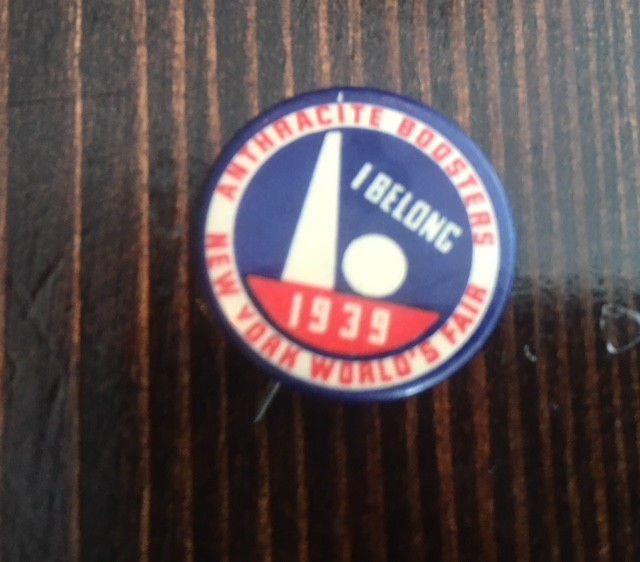 ANTHRACITE BOOSTERS
I BELONG
1939
NEW YORK WORLD'S FAIR